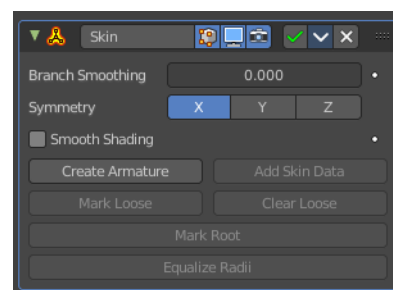 Skin
Branch Smoothing 0.000
Symmetry X Y Z
Smooth Shading
Create Armature Add Skin Data
Mark Loose Clear Loose
Mark Root
Equalize Radii